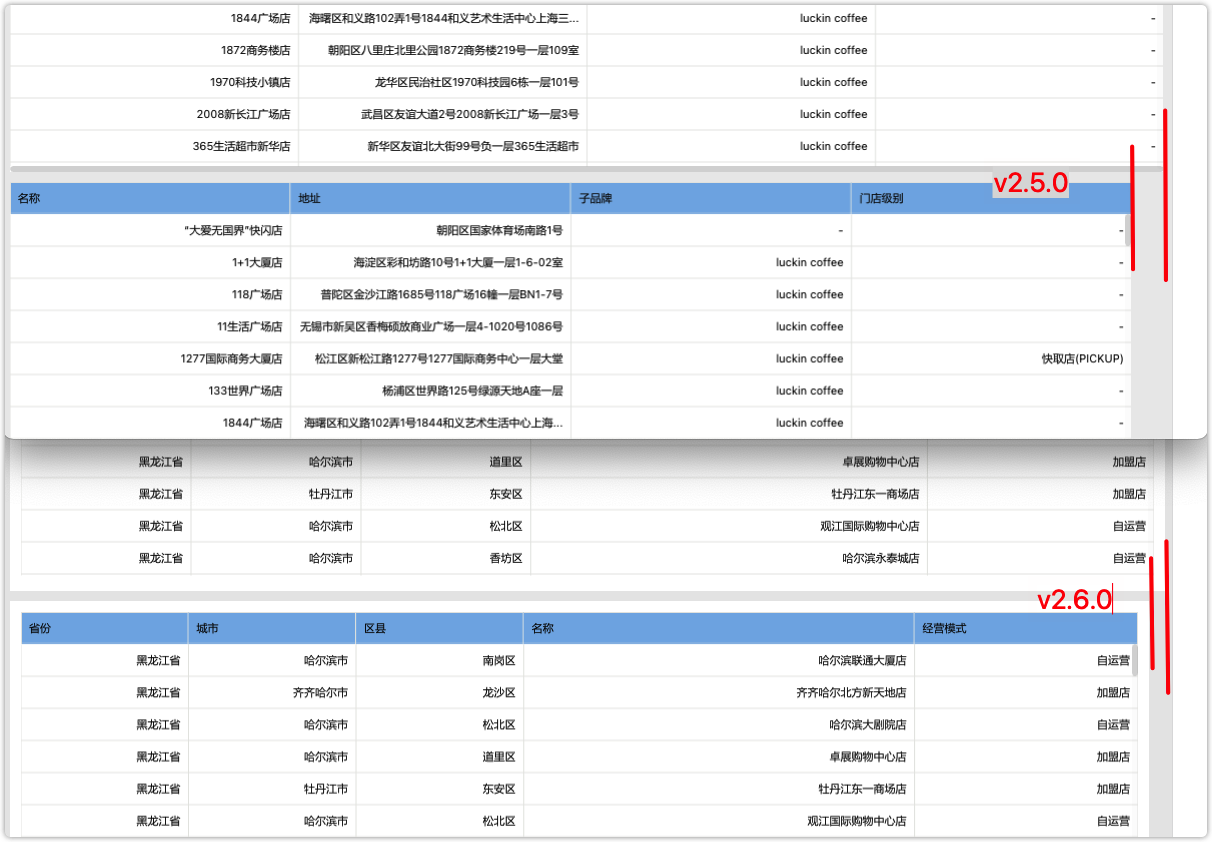 1844广场店 海曙区和义路102弄1号1844和义艺术生活中心上海三... luckin coffee -
1872商务楼店 朝阳区八里庄北里公园1872商务楼219号一层109室 luckin coffee -
1970科技小镇店 龙华区民治社区1970科技园6栋一层101号 luckin coffee -
2008新长江广场店 武昌区友谊大道2号2008新长江广场一层3号 luckin coffee -
365生活超市新华店 新华区友谊北大街99号负一层365生活超市 luckin coffee -
v2.5.0
名称 地址 子品牌 门店级别
“大爱无国界”快闪店 朝阳区国家体育场南路1号 - -
1+1大厦店 海淀区彩和坊路10号1+1大厦一层1-6-02室 luckin coffee -
118广场店 普陀区金沙江路1685号118广场16幢一层BN1-7号 luckin coffee -
11生活广场店 无锡市新吴区香梅硕放商业广场一层4-1020号1086号 luckin coffee -
1277国际商务大厦店 松江区新松江路1277号1277国际商务中心一层大堂 luckin coffee 快取店(PICKUP)
133世界广场店 杨浦区世界路125号绿源天地A座一层 luckin coffee -
1844广场店 海曙区和义路102弄1号1844和义艺术生活中心上海... luckin coffee -
黑龙江省 哈尔滨市 道里区 卓展购物中心店 加盟店
黑龙江省 牡丹江市 东安区 牡丹江东一商场店 加盟店
黑龙江省 哈尔滨市 松北区 观江国际购物中心店 自运营
黑龙江省 哈尔滨市 香坊区 哈尔滨永泰城店 自运营
v2.6.0
省份 城市 区县 名称 经营模式
黑龙江省 哈尔滨市 南岗区 哈尔滨联通大厦店 自运营
黑龙江省 齐齐哈尔市 龙沙区 齐齐哈尔北方新天地店 加盟店
黑龙江省 哈尔滨市 松北区 哈尔滨大剧院店 自运营
黑龙江省 哈尔滨市 道里区 卓展购物中心店 加盟店
黑龙江省 牡丹江市 东安区 牡丹江东一商场店 加盟店
黑龙江省 哈尔滨市 松北区 观江国际购物中心店 自运营